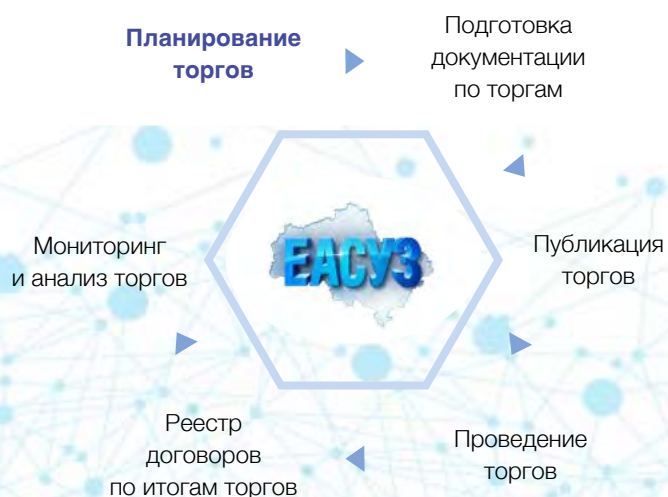 Планирование
торгов
Подготовка
документации
по торгам
Мониторинг
и анализ торгов
ЕАСУЗ
Публикация
торгов
Реестр
договоров
по итогам торгов
Проведение
торгов